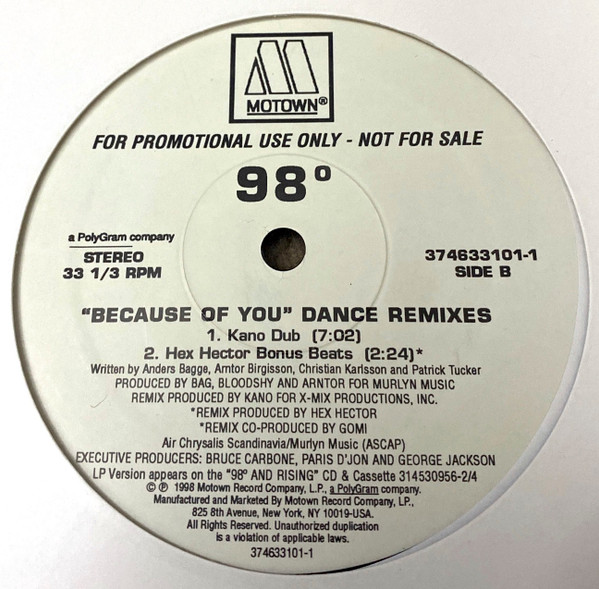 MOTOWN®
FOR PROMOTIONAL USE ONLY - NOT FOR SALE
98º
a PolyGram company
STEREO
33 1/3 RPM
374633101-1
SIDE B
"BECAUSE OF YOU" DANCE REMIXES
1. Kano Dub (7:02)
2. Hex Hector Bonus Beats (2:24)*
Written by Anders Bagge, Arntor Birgisson, Christian Karlsson and Patrick Tucker
PRODUCED BY BAG, BLOODSHY AND ARNTOR FOR MURLYN MUSIC
REMIX PRODUCED BY KANO FOR X-MIX PRODUCTIONS, INC.
*REMIX PRODUCED BY HEX HECTOR
*REMIX CO-PRODUCED BY GOMI
Air Chrysalis Scandinavia/Murlyn Music (ASCAP)
EXECUTIVE PRODUCERS: BRUCE CARBONE, PARIS D'JON AND GEORGE JACKSON
LP Version appears on the "98º AND RISING" CD & Cassette 314530956-2/4
© ℗ 1998 Motown Record Company, L.P., a PolyGram company.
Manufactured and Marketed By Motown Record Company, L.P.,
825 8th Avenue, New York, NY 10019-USA.
All Rights Reserved. Unauthorized duplication
is a violation of applicable laws.
374633101-1